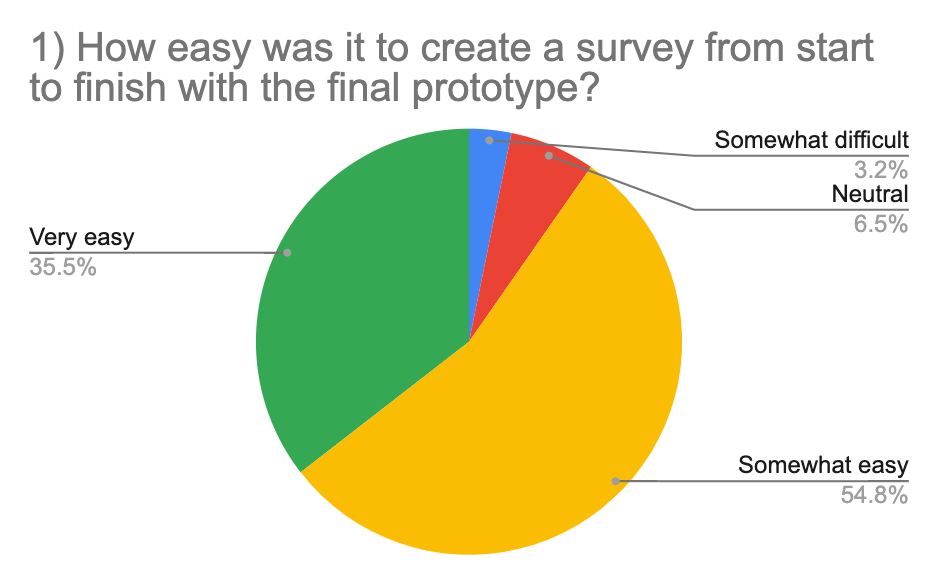 1) How easy was it to create a survey from start
to finish with the final prototype?
Somewhat difficult
3.2%
Neutral
6.5%
Very easy
35.5%
Somewhat easy
54.8%